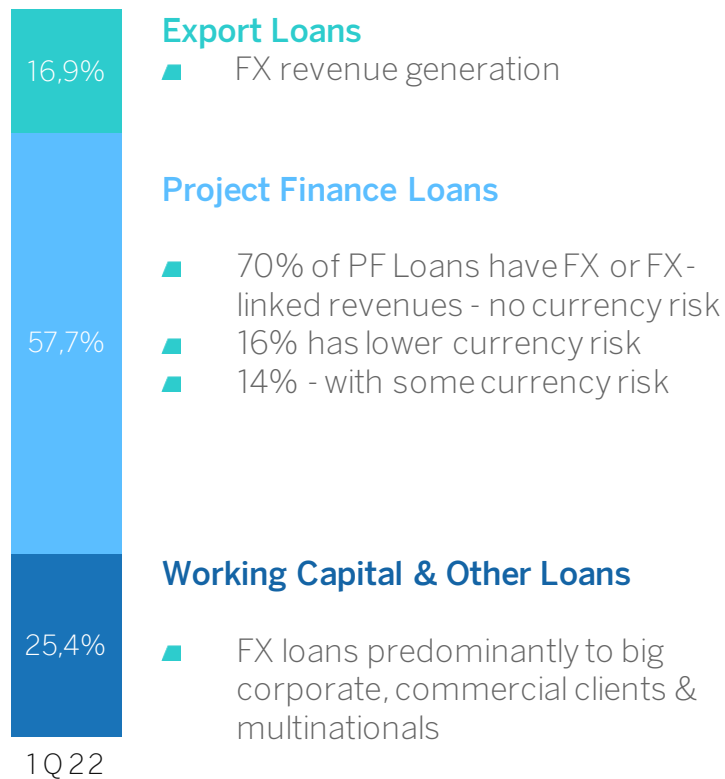 Export Loans
16,9%
FX revenue generation
Project Finance Loans
70% of PF Loans have FX or FX-
linked revenues - no currency risk
57,7%
16% has lower currency risk
14% - with some currency risk
Working Capital & Other Loans
25,4%
FX loans predominantly to big
corporate, commercial clients &
multinationals
1Q22